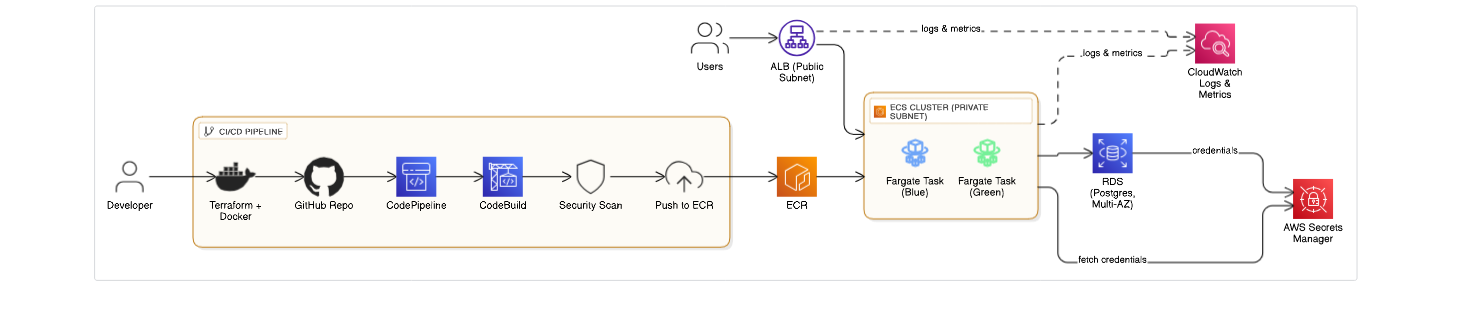 Users
ALB (Public
Subnet)
logs & metrics
logs & metrics
CloudWatch
Logs &
Metrics
CI/CD PIPELINE
ECS CLUSTER (PRIVATE
SUBNET)
Developer
Terraform +
Docker
GitHub Repo
CodePipeline
CodeBuild
Security Scan
Push to ECR
ECR
Fargate Task
(Blue)
Fargate Task
(Green)
RDS
(Postgres,
Multi-AZ)
credentials
fetch credentials
AWS Secrets
Manager